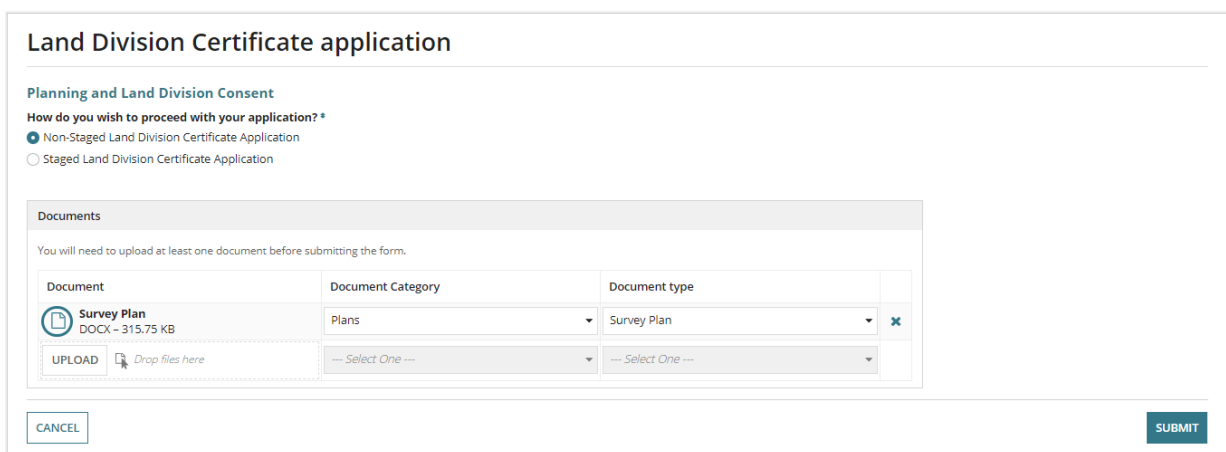 Land Division Certificate application
Planning and Land Division Consent
How do you wish to proceed with your application? *
Non-Staged Land Division Certificate Application
Staged Land Division Certificate Application
Documents
You will need to upload at least one document before submitting the form.
Document Document Category Document type
Survey Plan
DOCX – 315.75 KB
Plans Survey Plan
UPLOAD Drop files here --- Select One --- --- Select One ---
CANCEL SUBMIT